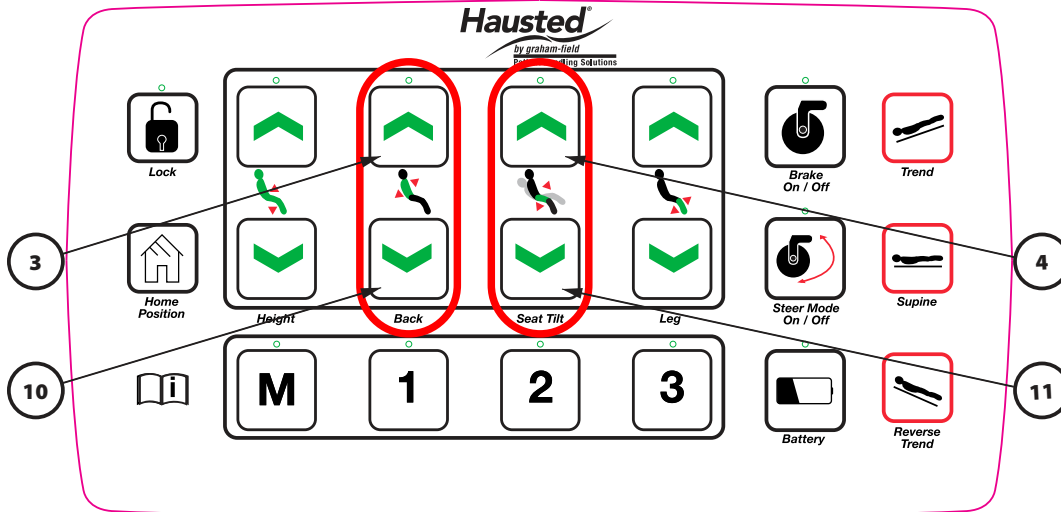 Hausted®
by graham-field
Solutions
Lock
Brake
On / Off
Trend
3
4
Home
Position
Height
Back
Seat Tilt
Leg
Steer Mode
On / Off
Supine
10
i
M
1
2
3
11
Battery
Reverse
Trend